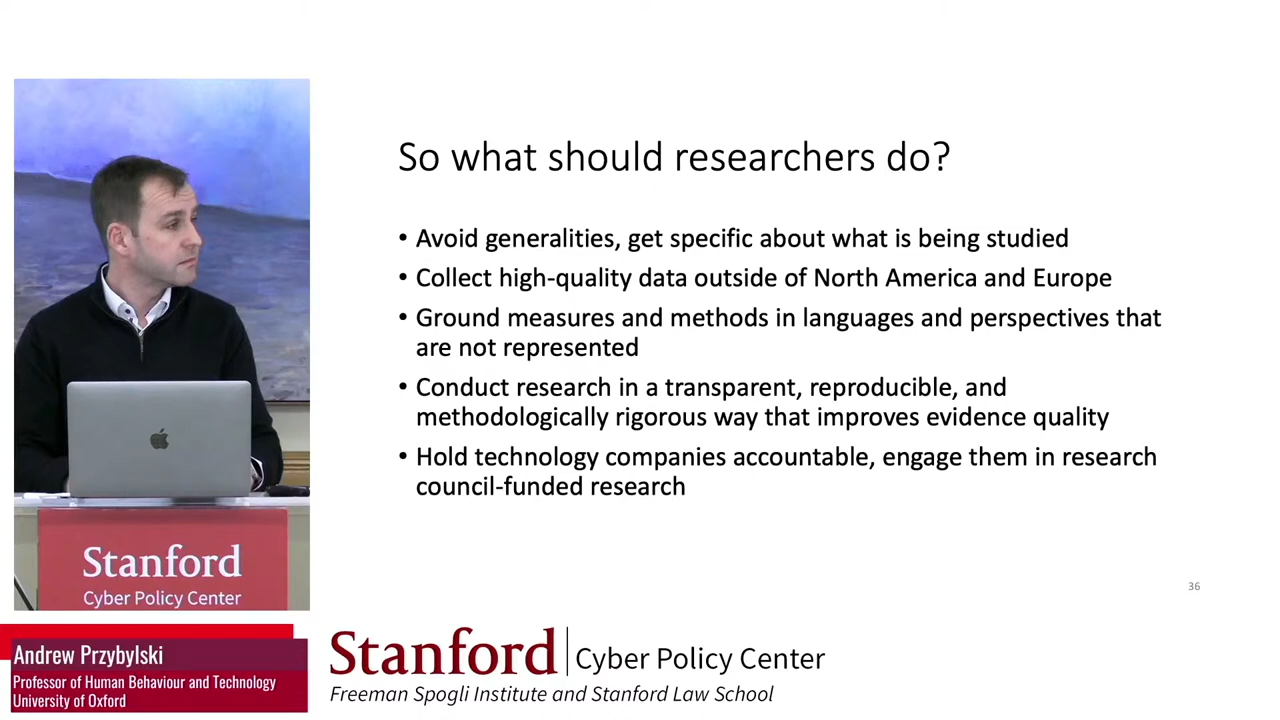 So what should researchers do?
• Avoid generalities, get specific about what is being studied
• Collect high-quality data outside of North America and Europe
• Ground measures and methods in languages and perspectives that
are not represented
• Conduct research in a transparent, reproducible, and
methodologically rigorous way that improves evidence quality
• Hold technology companies accountable, engage them in research
council-funded research
36
Stanford
Cyber Policy Center
Andrew Przybylski
Professor of Human Behaviour and Technology
University of Oxford
Stanford | Cyber Policy Center
Freeman Spogli Institute and Stanford Law School